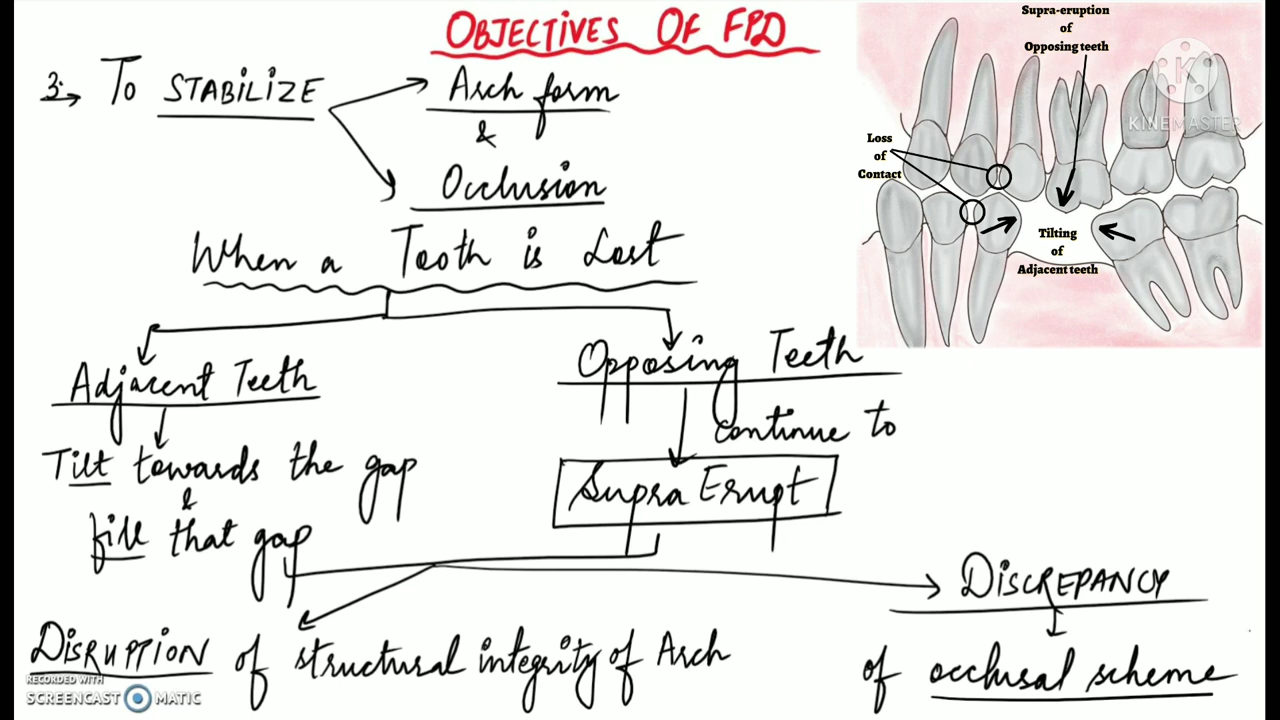 OBJECTIVES OF FPD
3. To STABILIZE
Arch form
&
Occlusion
When a Tooth is Lost
Adjacent Teeth
Tilt towards the gap
&
fill that gap
Opposing Teeth
continue to
Supra Erupt
DISRUPTION of structural integrity of Arch
DISCREPANCY
of occlusal scheme
Supra-eruption
of
Opposing teeth
Loss
of
Contact
Tilting
of
Adjacent teeth
K
KINEMASTER
RECORDED WITH
SCREENCAST MATIC